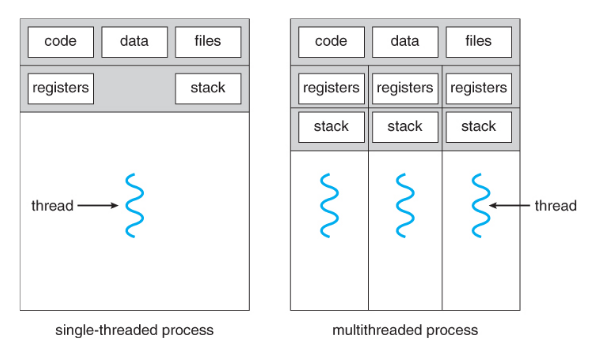 code data files
registers stack
thread
single-threaded process
code data files
registers registers registers
stack stack stack
thread
multithreaded process